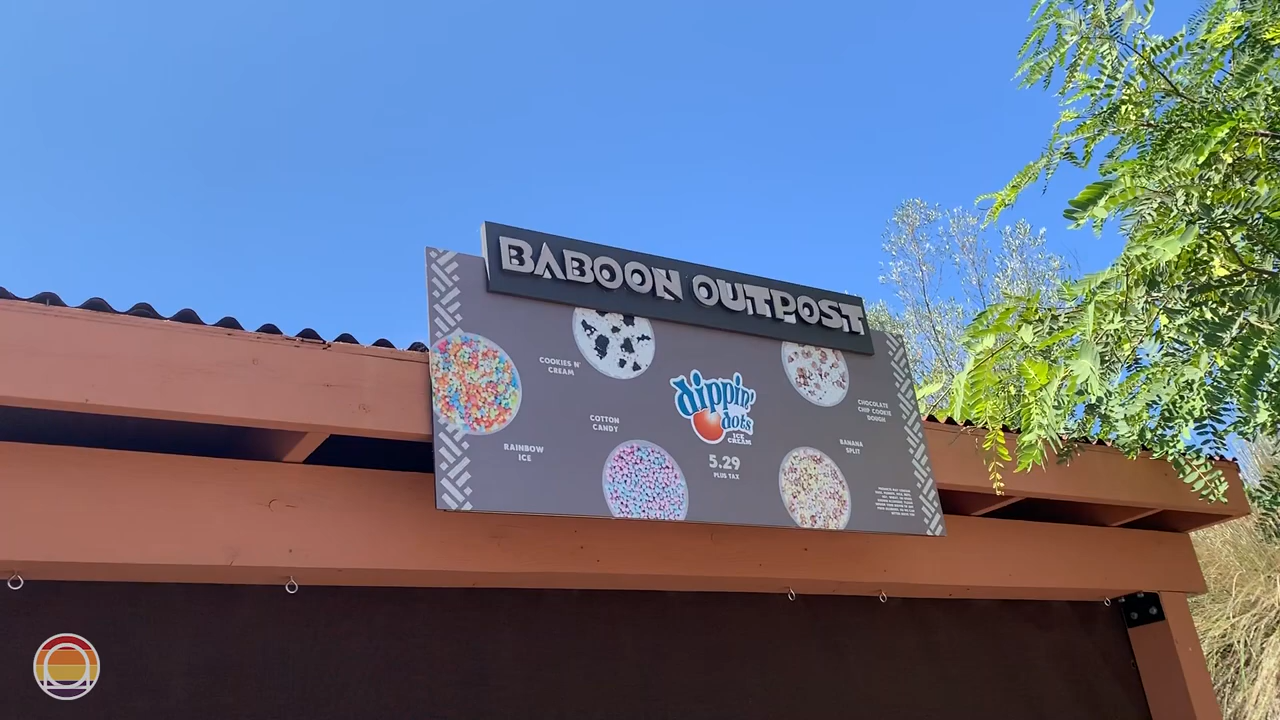 BABOON OUTPOST
COOKIES N'
CREAM
dippin'
dots
ICE
CREAM
CHOCOLATE
CHIP COOKIE
DOUGH
COTTON
CANDY
RAINBOW
ICE
5.29
PLUS TAX
BANANA
SPLIT